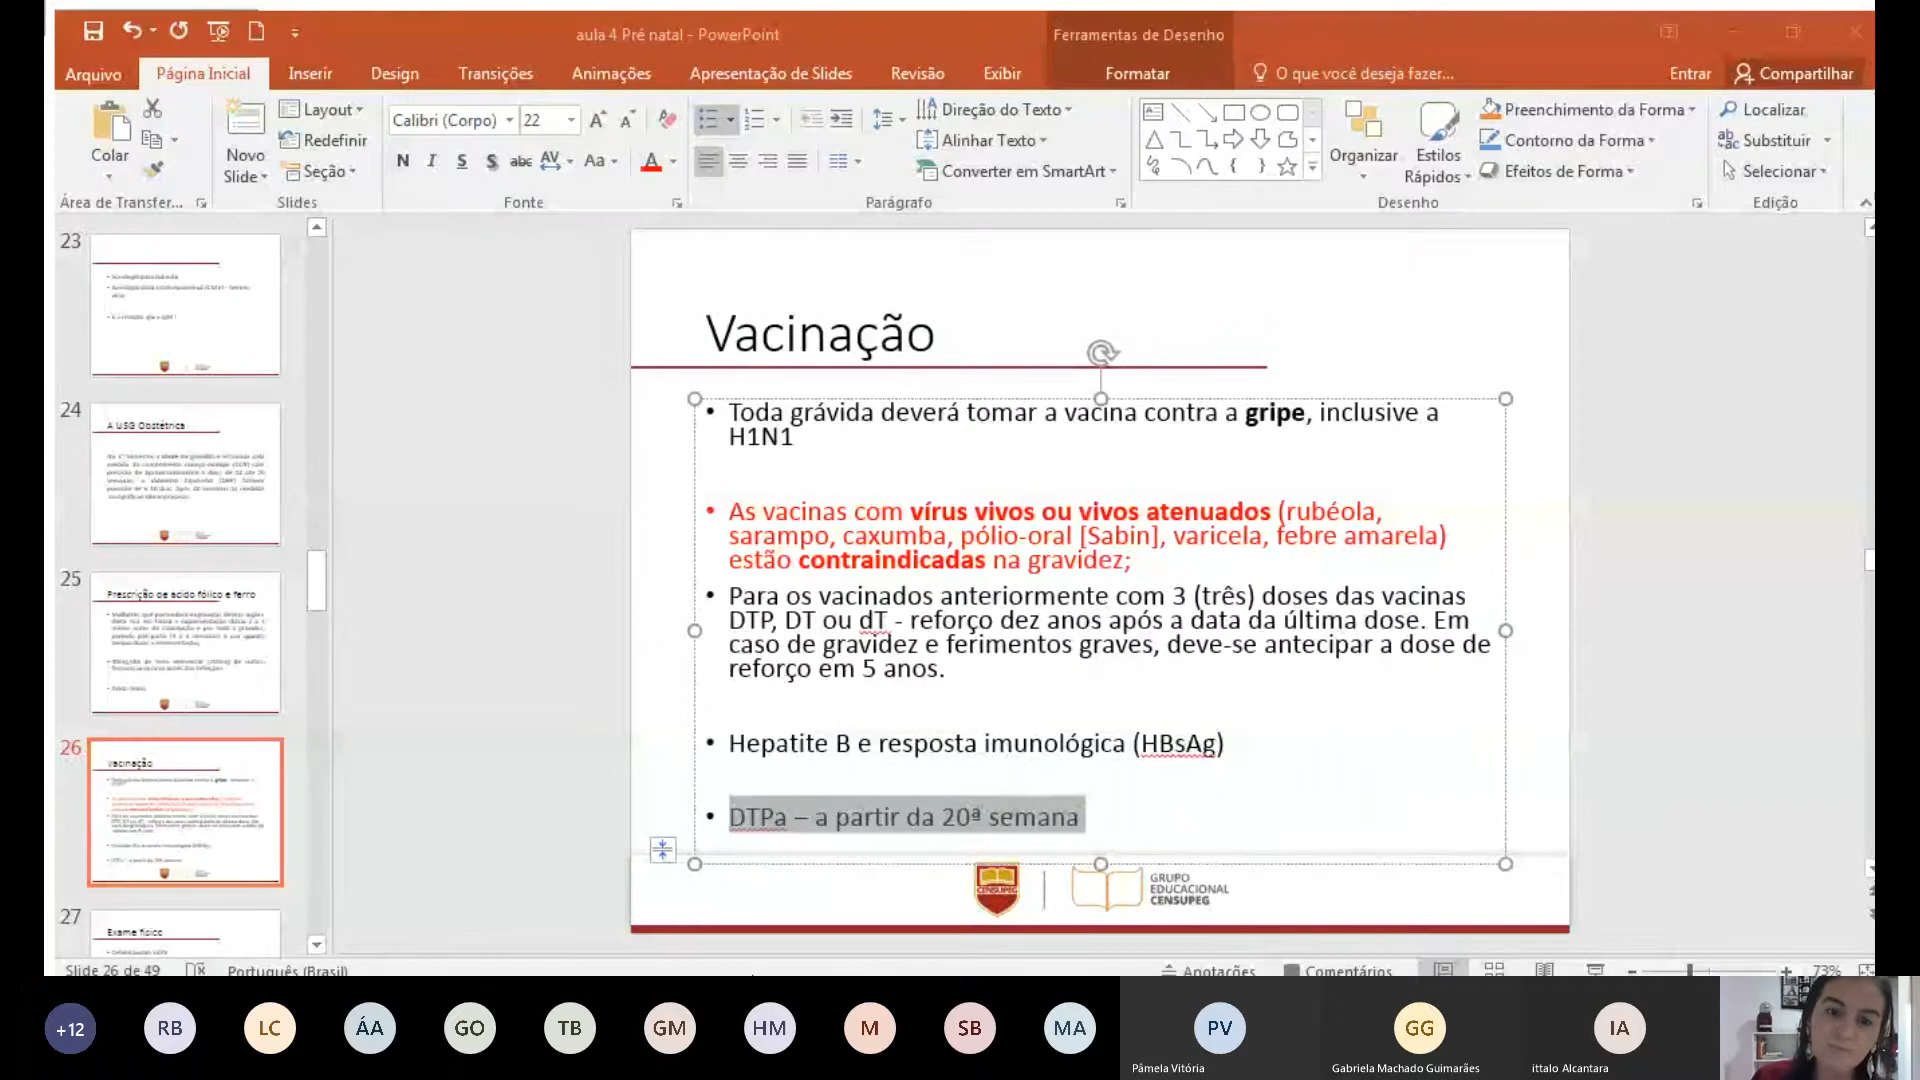 aula 4 Pré natal - PowerPoint
Ferramentas de Desenho
Arquivo
Página Inicial
Inserir
Design
Transições
Animações
Apresentação de Slides
Revisão
Exibir
Formatar
O que você deseja fazer...
Entrar
Compartilhar
Colar
Novo
Slide
Layout
Redefinir
Seção
Calibri (Corpo)
22
N I S S abc AV Aa A
Direção do Texto
Alinhar Texto
Converter em SmartArt
Organizar
Estilos
Rápidos
Preenchimento da Forma
Contorno da Forma
Efeitos de Forma
Localizar
Substituir
Selecionar
Área de Transfer...
Slides
Fonte
Parágrafo
Desenho
Edição
23
24
A USG Obstétrica
25
Prescrição de acido fólico e ferro
26
Vacinação
27
Exame físico
Vacinação
• Toda grávida deverá tomar a vacina contra a gripe, inclusive a
H1N1
• As vacinas com vírus vivos ou vivos atenuados (rubéola,
sarampo, caxumba, pólio-oral [Sabin], varicela, febre amarela)
estão contraindicadas na gravidez;
• Para os vacinados anteriormente com 3 (três) doses das vacinas
DTP, DT ou dT - reforço dez anos após a data da última dose. Em
caso de gravidez e ferimentos graves, deve-se antecipar a dose de
reforço em 5 anos.
• Hepatite B e resposta imunológica (HBsAg)
• DTPa – a partir da 20ª semana
CENSUPEG
GRUPO
EDUCACIONAL
CENSUPEG
Slide 26 de 49
Português (Brasil)
Anotações
Comentários
73%
+12
RB
LC
ÁA
GO
TB
GM
HM
M
SB
MA
PV
GG
IA
Pâmela Vitória
Gabriela Machado Guimarães
ittalo Alcantara